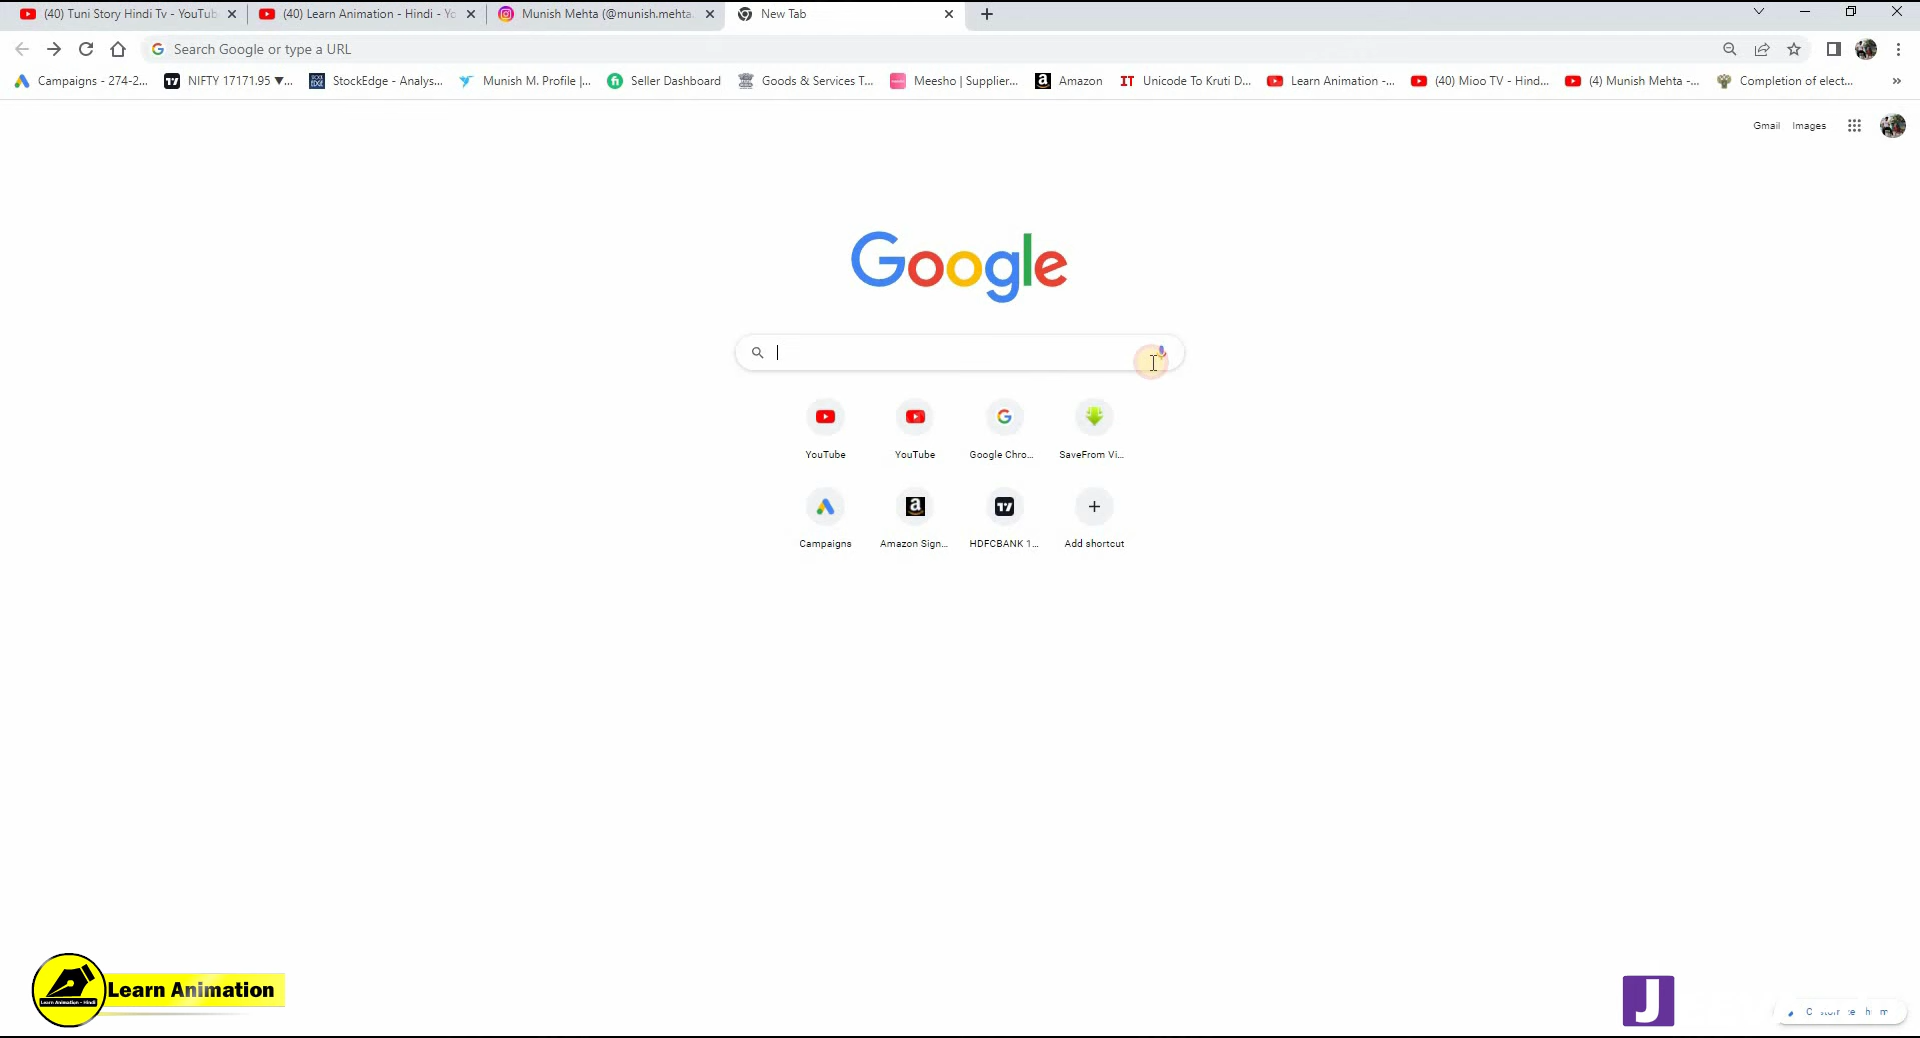 (40) Tuni Story Hindi Tv - YouTub
(40) Learn Animation - Hindi - Yo
Munish Mehta (@munish.mehta.
New Tab
Search Google or type a URL
Campaigns - 274-2...
NIFTY 17171.95 ▼...
StockEdge - Analys...
Munish M. Profile |...
Seller Dashboard
Goods & Services T...
Meesho | Supplier...
Amazon
Unicode To Kruti D...
Learn Animation -...
(40) Mioo TV - Hind...
(4) Munish Mehta -...
Completion of elect...
Gmail Images
Google
YouTube
YouTube
Google Chro...
SaveFrom Vi...
Campaigns
Amazon Sign...
HDFCBANK 1...
Add shortcut
Learn Animation - Hindi
Learn Animation
J